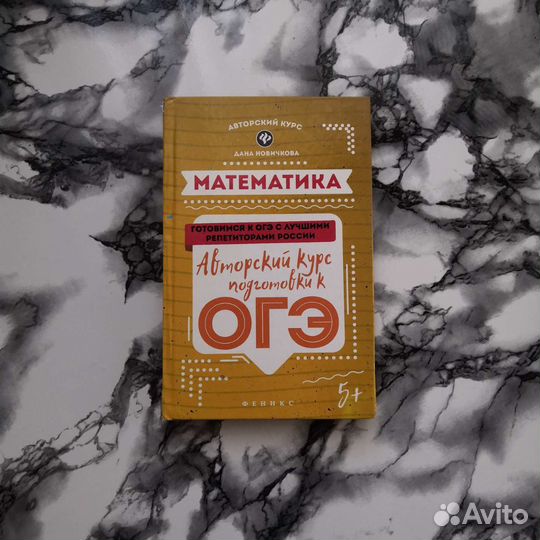 АВТОРСКИЙ КУРС
ДАНА НОВИЧКОВА
МАТЕМАТИКА
ГОТОВИМСЯ К ОГЭ С ЛУЧШИМИ
РЕПЕТИТОРАМИ РОССИИ
Авторский курс
подготовки к
ОГЭ
5+
ФЕНИКС
Avito